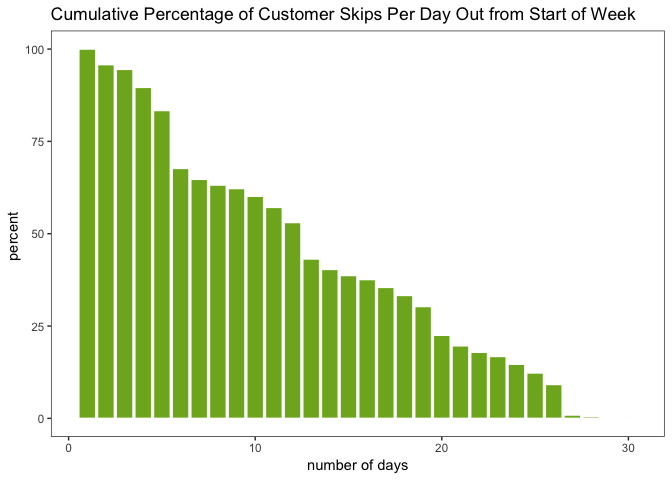 Cumulative Percentage of Customer Skips Per Day Out from Start of Week
100
75
50
25
0
percent
0 10 20 30
number of days